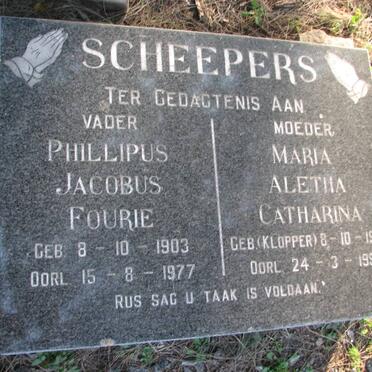 SCHEEPERS
TER GEDAGTENIS AAN
VADER
PHILLIPUS
JACOBUS
FOURIE
GEB 8 - 10 - 1903
OORL 15 - 8 - 1977
MOEDER
MARIA
ALETHA
CATHARINA
GEB (KLOPPER) 8 - 10 -
OORL 24 - 3 -
RUS SAG U TAAK IS VOLDAAN.